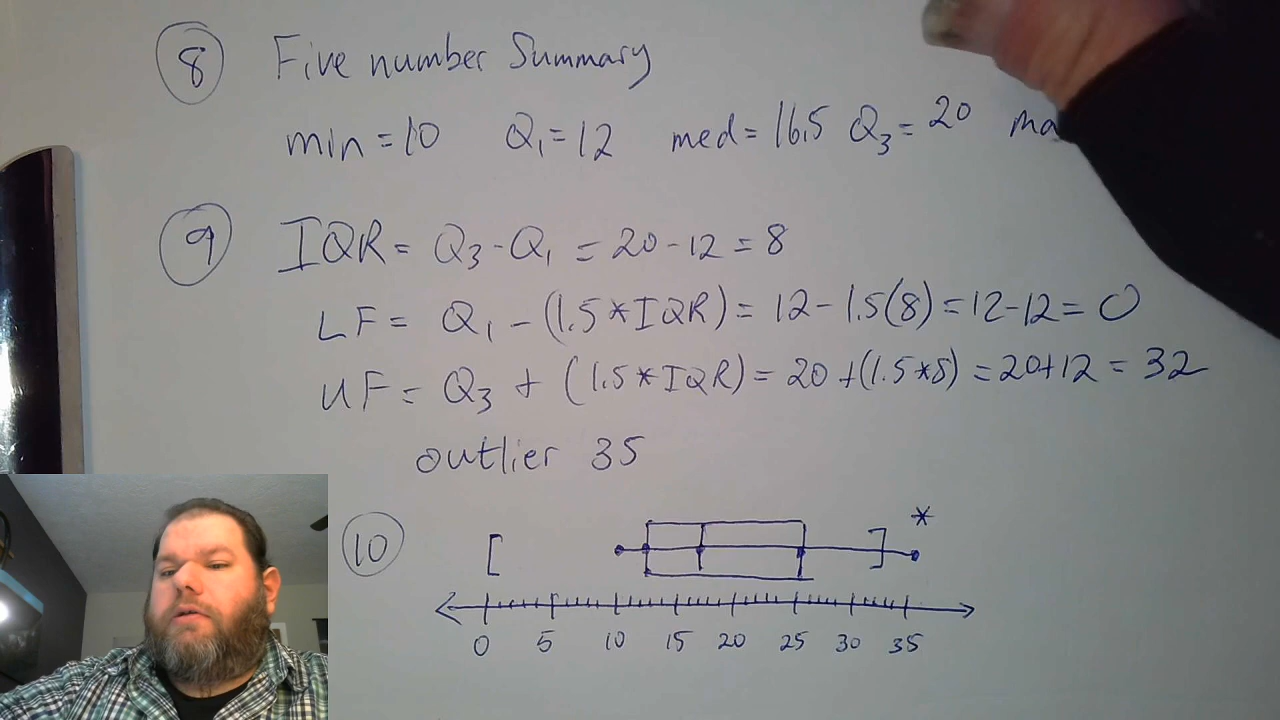 8 Five number Summary
min = 10 Q1 = 12 med = 16.5 Q3 = 20 ma
9 IQR = Q3 - Q1 = 20 - 12 = 8
LF = Q1 - (1.5 * IQR) = 12 - 1.5(8) = 12 - 12 = 0
UF = Q3 + (1.5 * IQR) = 20 + (1.5 * 8) = 20 + 12 = 32
outlier 35
10 [ ] *
0 5 10 15 20 25 30 35